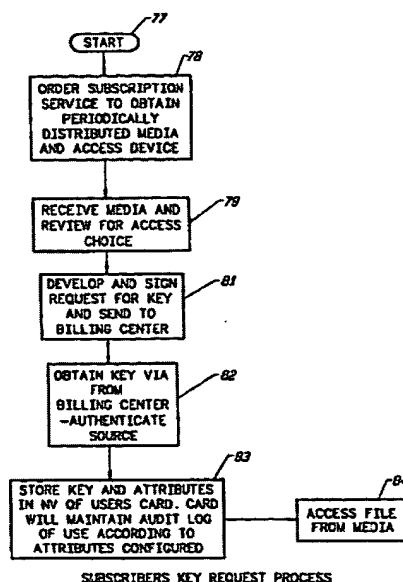 77
START
78
ORDER SUBSCRIPTION
SERVICE TO OBTAIN
PERIODICALLY
DISTRIBUTED MEDIA
AND ACCESS DEVICE
79
RECEIVE MEDIA AND
REVIEW FOR ACCESS
CHOICE
81
DEVELOP AND SIGN
REQUEST FOR KEY
AND SEND TO
BILLING CENTER
82
OBTAIN KEY VIA
FROM
BILLING CENTER
-AUTHENTICATE
SOURCE
83
STORE KEY AND ATTRIBUTES
IN NV OF USERS CARD. CARD
WILL MAINTAIN AUDIT LOG
OF USE ACCORDING TO
ATTRIBUTES CONFIGURED
84
ACCESS FILE
FROM MEDIA
SUBSCRIBERS KEY REQUEST PROCESS